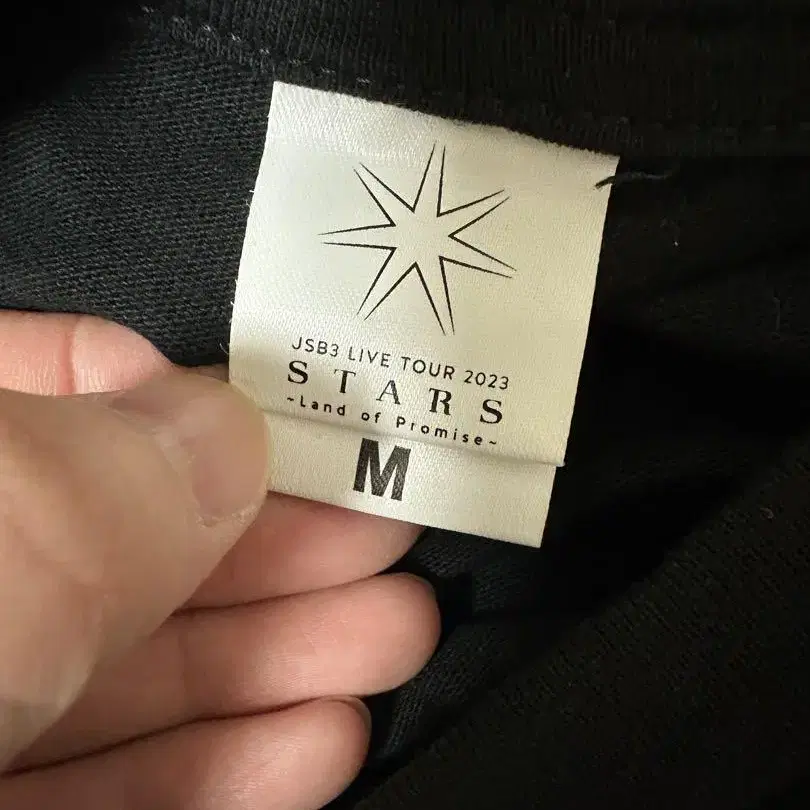 JSB3 LIVE TOUR 2023
STARS
~Land of Promise~
M